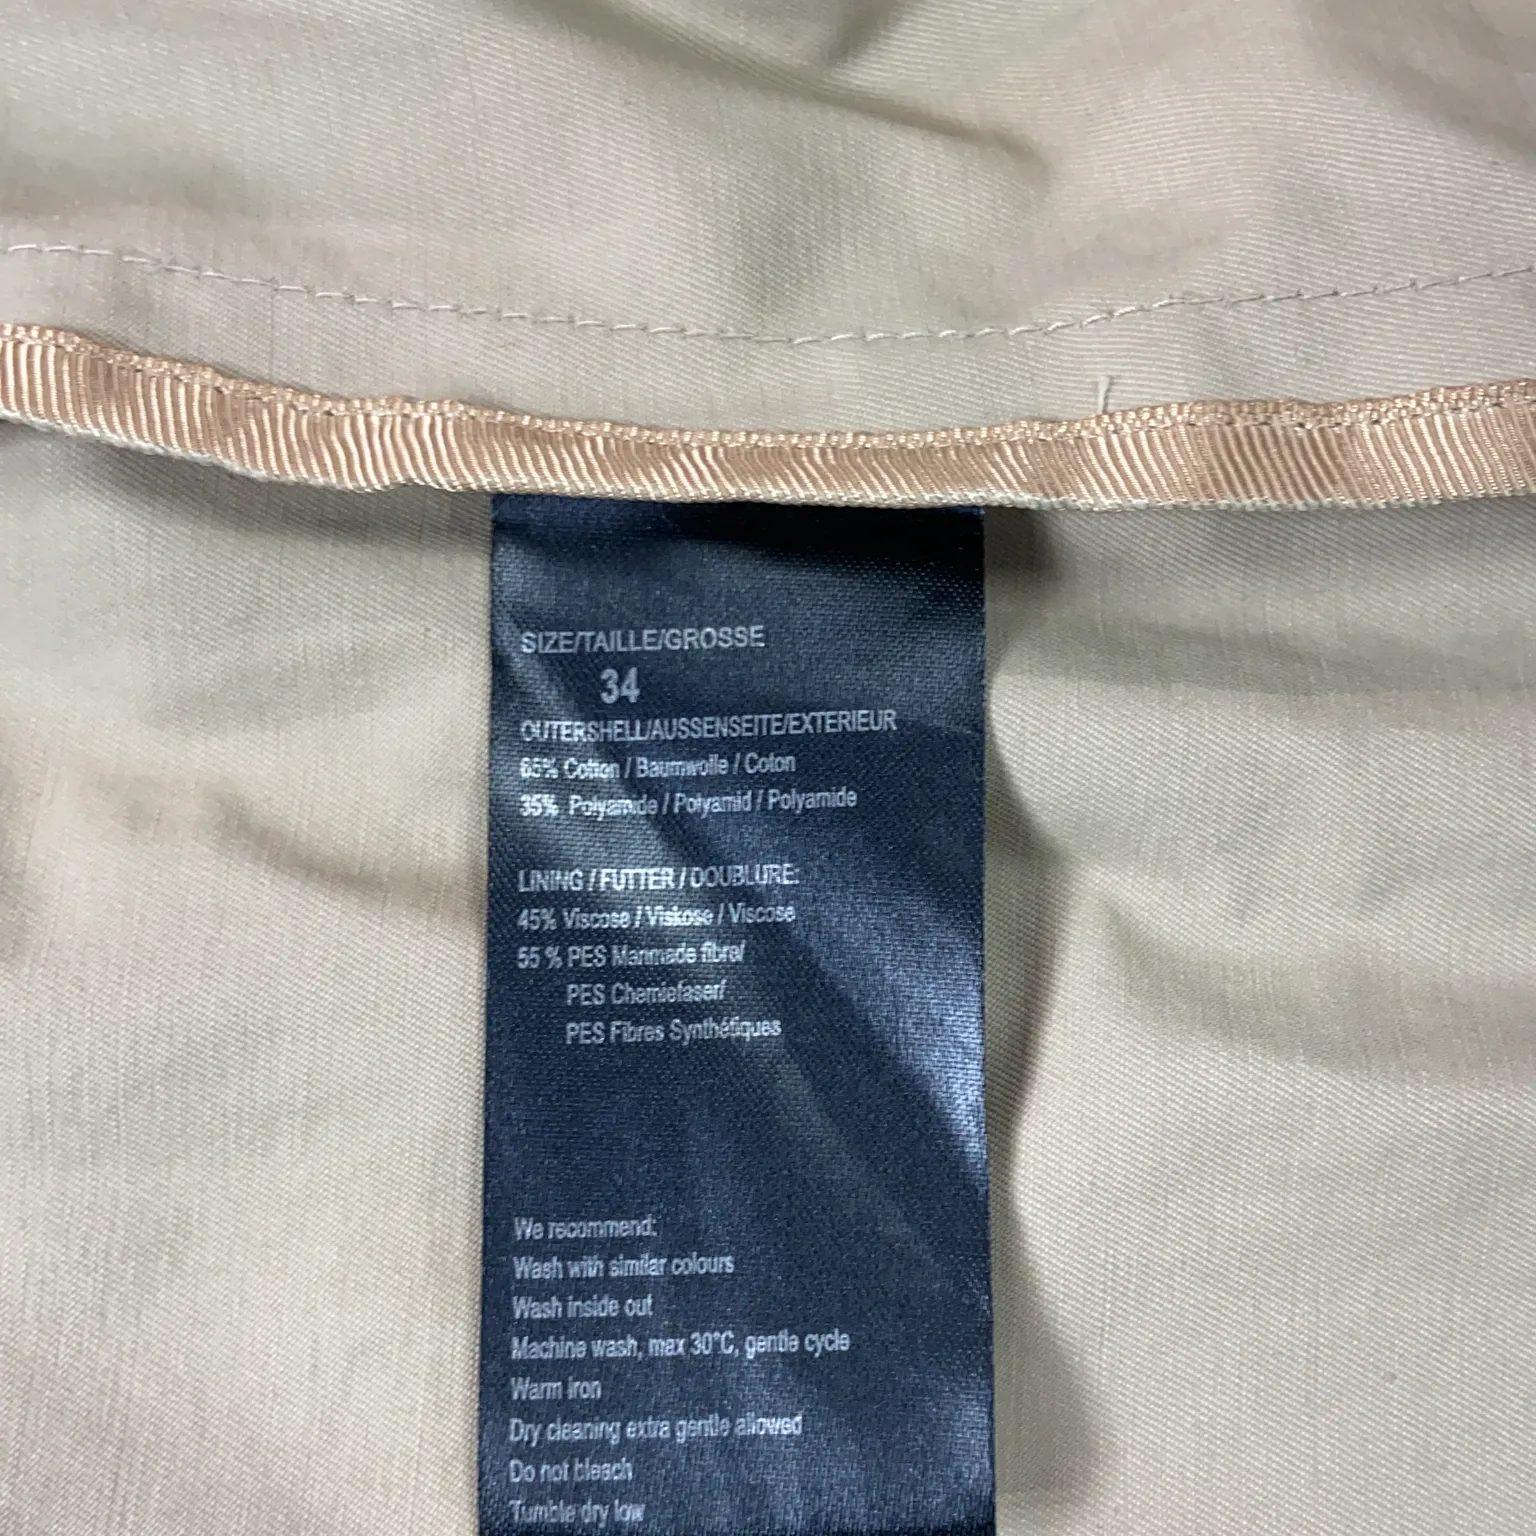 SIZE/TAILLE/GROSSE
34
OUTERSHELL/AUSSENSEITE/EXTERIEUR
65% Cotton / Baumwolle / Coton
35% Polyamide / Polyamid / Polyamide
LINING / FUTTER / DOUBLURE:
45% Viscose / Viskose / Viscose
55 % PES Manmade fibre/
PES Chemiefaser/
PES Fibres Synthétiques
We recommend:
Wash with similar colours
Wash inside out
Machine wash, max 30°C, gentle cycle
Warm iron
Dry cleaning extra gentle allowed
Do not bleach
Tumble dry low